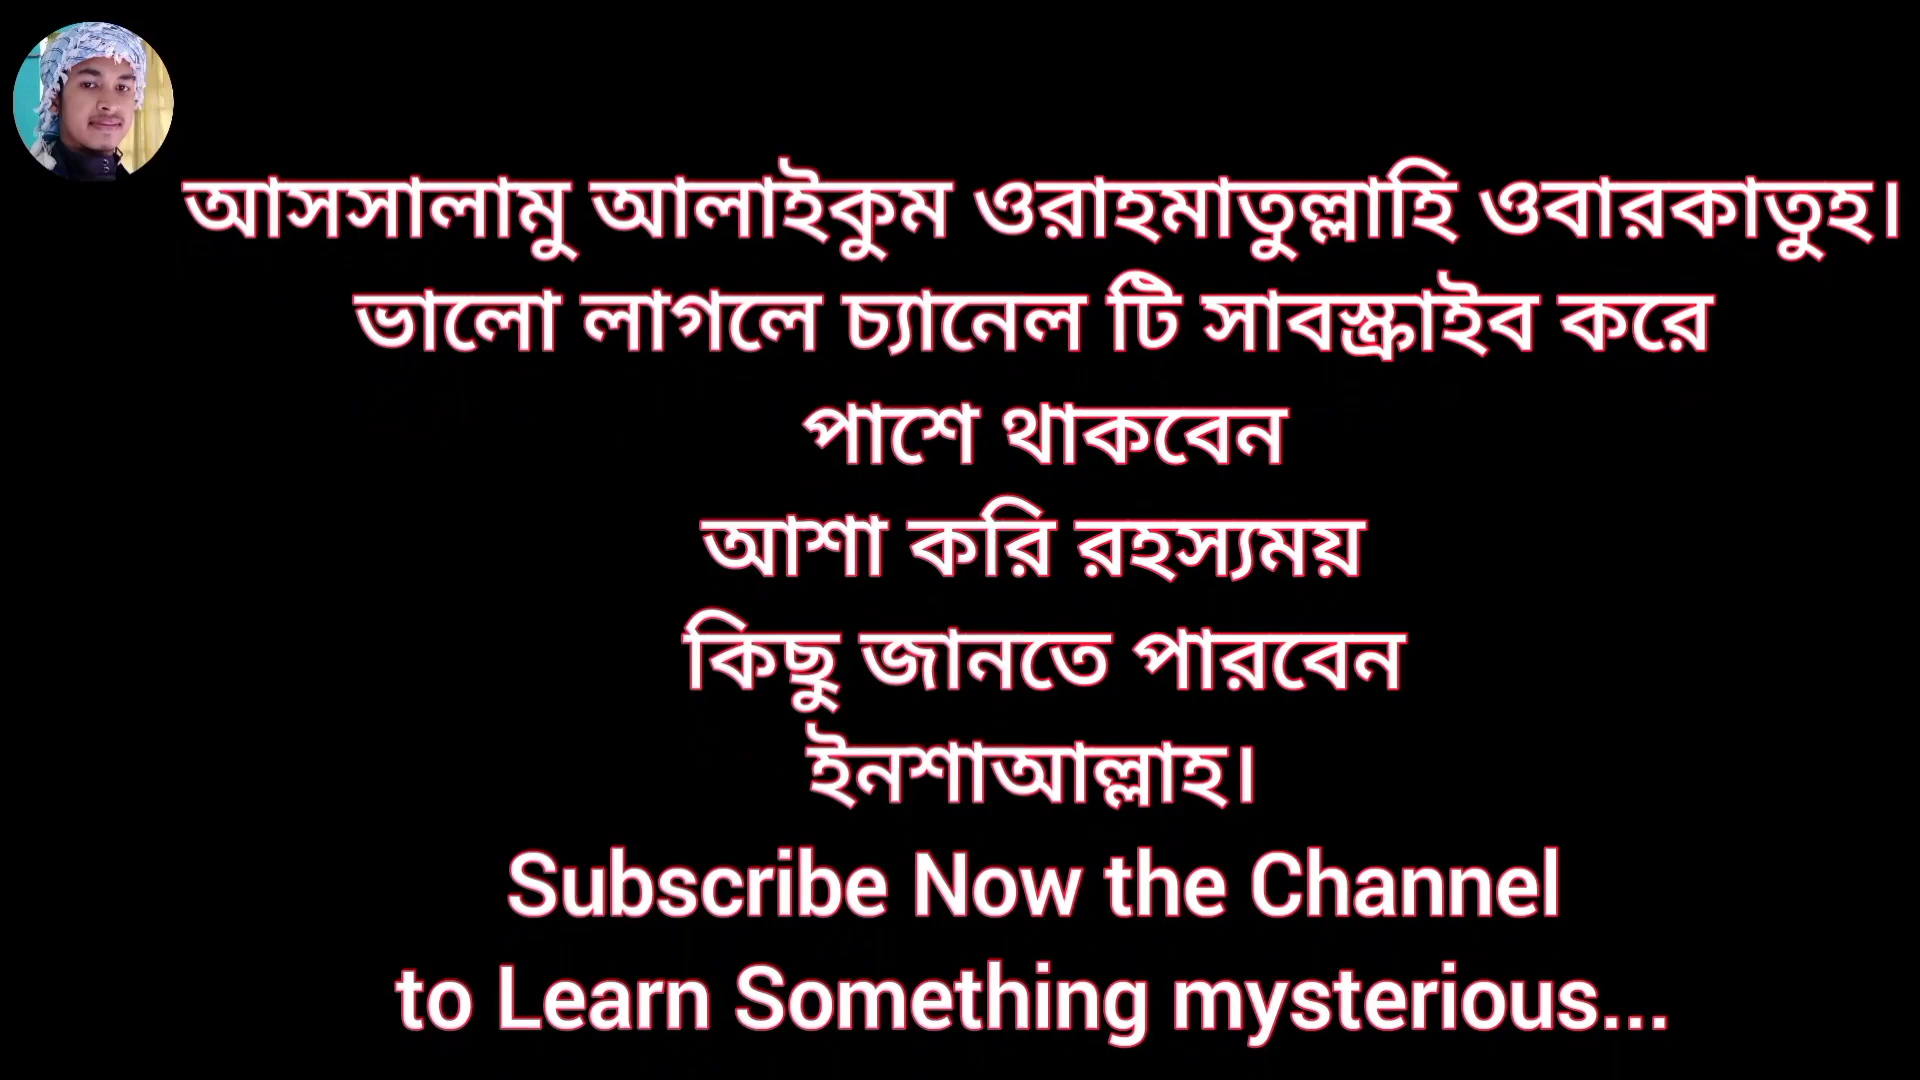 আসসালামু আলাইকুম ওরাহমাতুল্লাহি ওবারকাতুহ।
ভালো লাগলে চ্যানেল টি সাবস্ক্রাইব করে
পাশে থাকবেন
আশা করি রহস্যময়
কিছু জানতে পারবেন
ইনশাআল্লাহ।
Subscribe Now the Channel
to Learn Something mysterious...